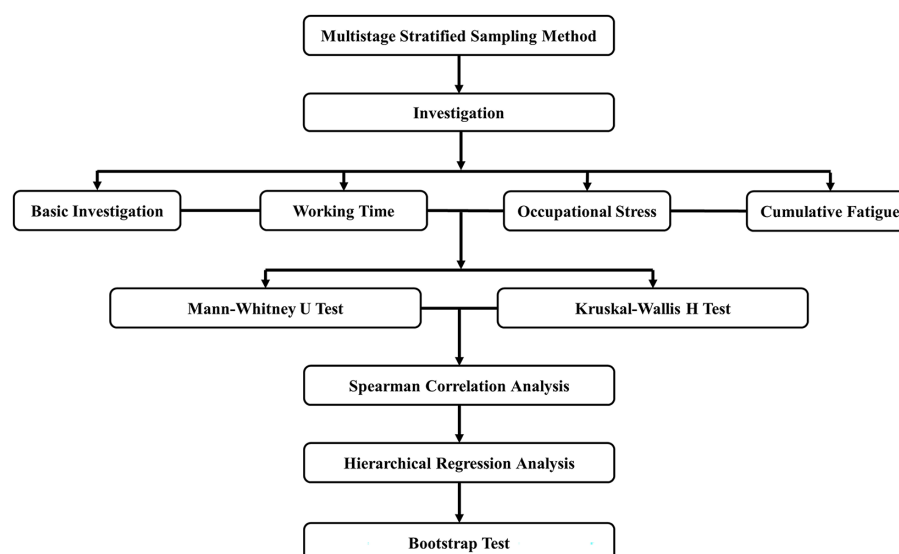 Multistage Stratified Sampling Method
Investigation
Basic Investigation
Working Time
Occupational Stress
Cumulative Fatigue
Mann-Whitney U Test
Kruskal-Wallis H Test
Spearman Correlation Analysis
Hierarchical Regression Analysis
Bootstrap Test